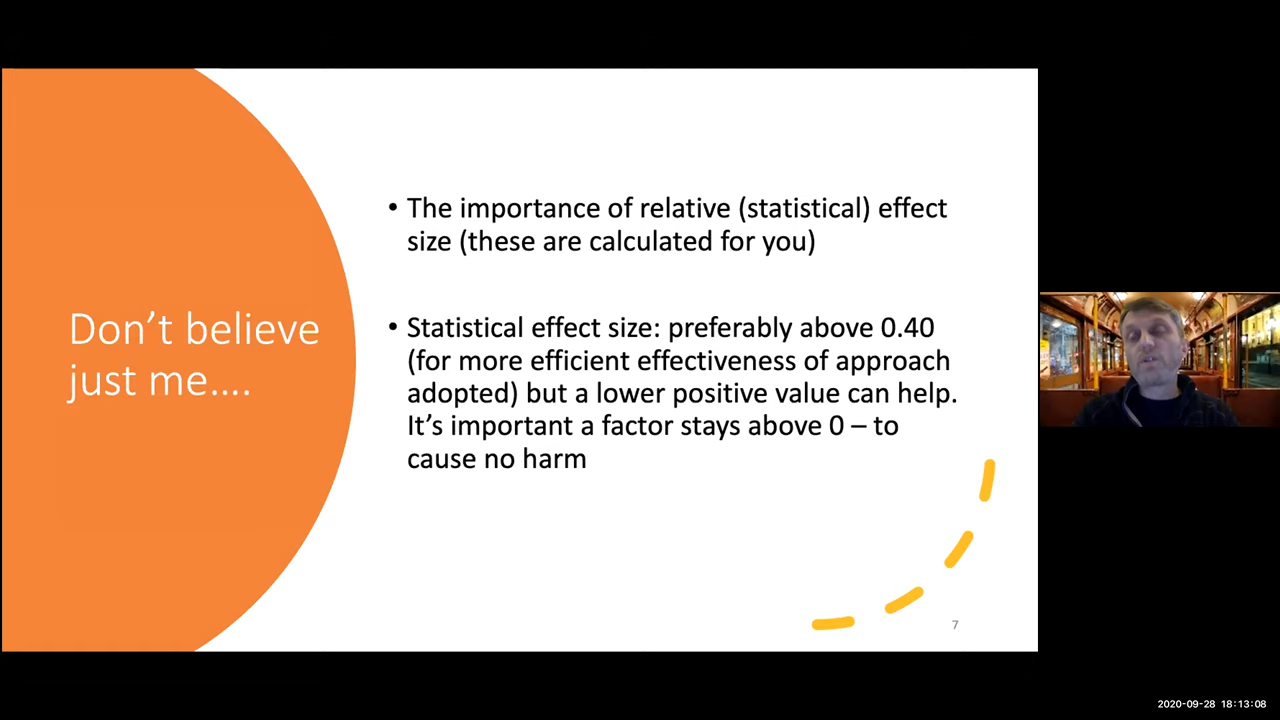 Don’t believe
just me....
• The importance of relative (statistical) effect
size (these are calculated for you)
• Statistical effect size: preferably above 0.40
(for more efficient effectiveness of approach
adopted) but a lower positive value can help.
It’s important a factor stays above 0 – to
cause no harm
7
2020-09-28 18:13:08